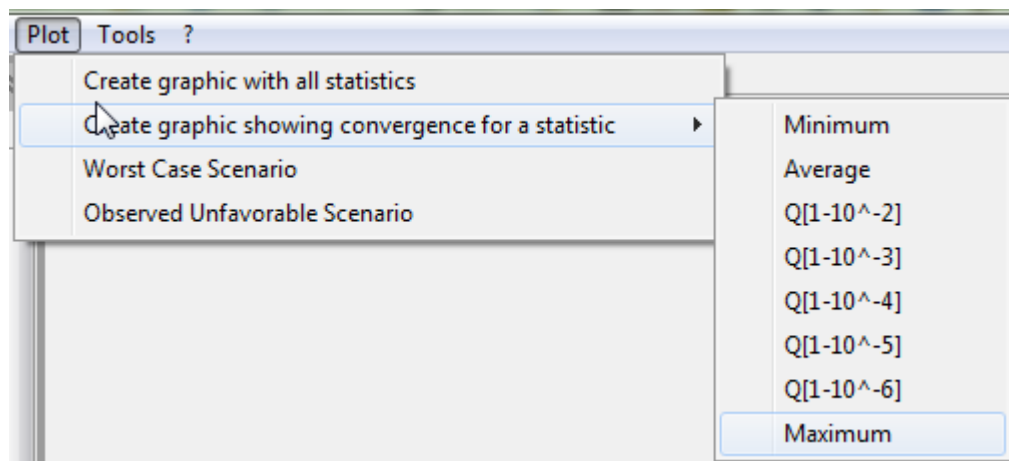 Plot Tools ?
Create graphic with all statistics
Create graphic showing convergence for a statistic
Worst Case Scenario
Observed Unfavorable Scenario
Minimum
Average
Q[1-10^-2]
Q[1-10^-3]
Q[1-10^-4]
Q[1-10^-5]
Q[1-10^-6]
Maximum